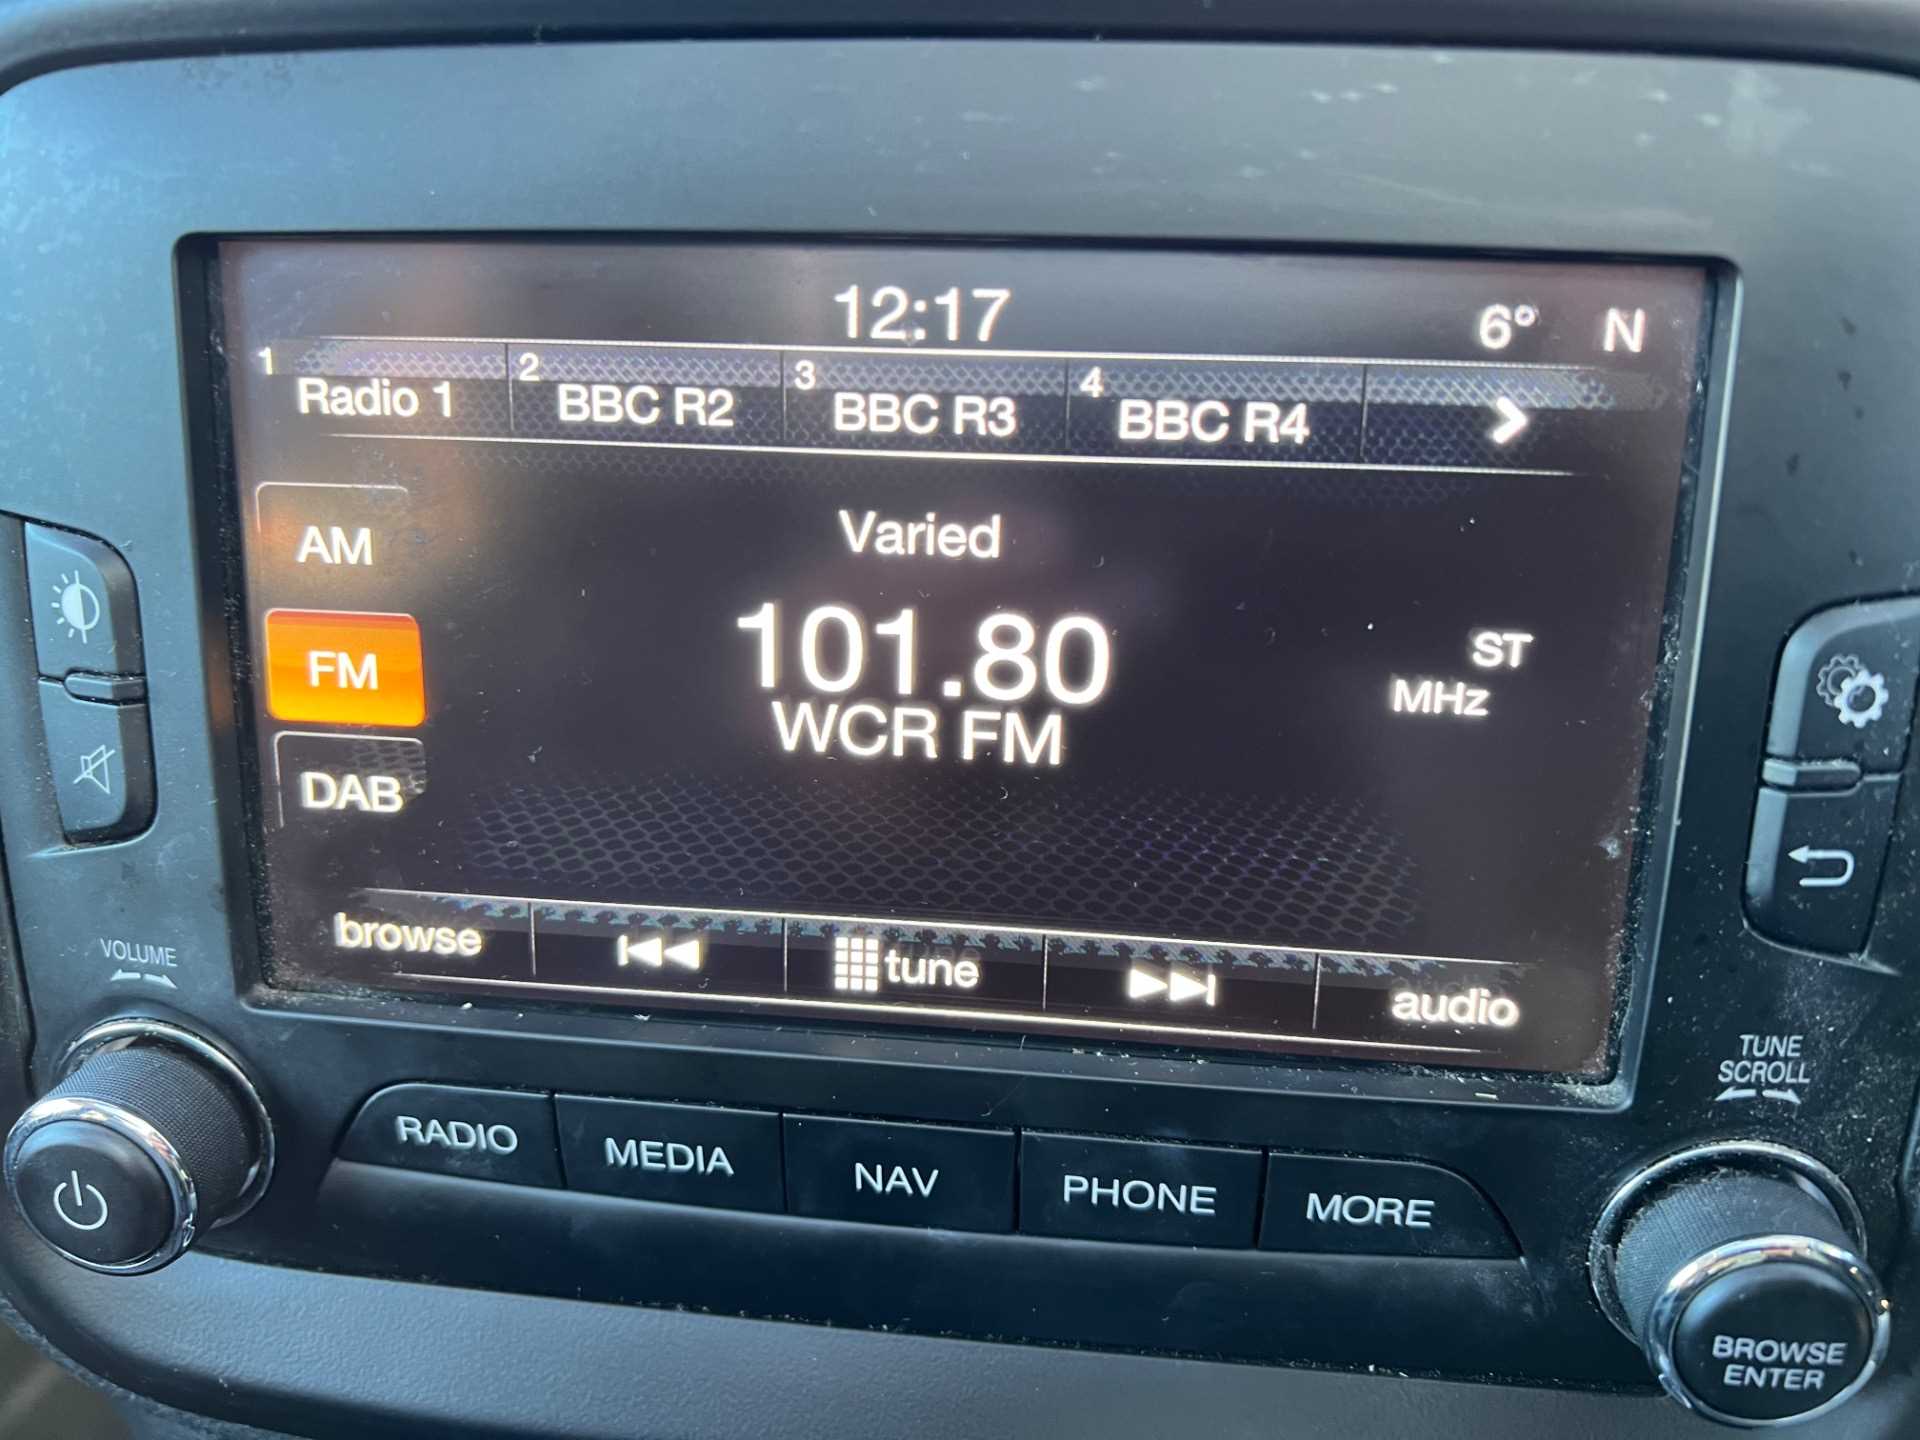 12:17
6° N
1 Radio 1
2 BBC R2
3 BBC R3
4 BBC R4
AM
Varied
FM
101.80
ST
MHz
WCR FM
DAB
browse
tune
audio
VOLUME
TUNE
SCROLL
RADIO
MEDIA
NAV
PHONE
MORE
BROWSE
ENTER